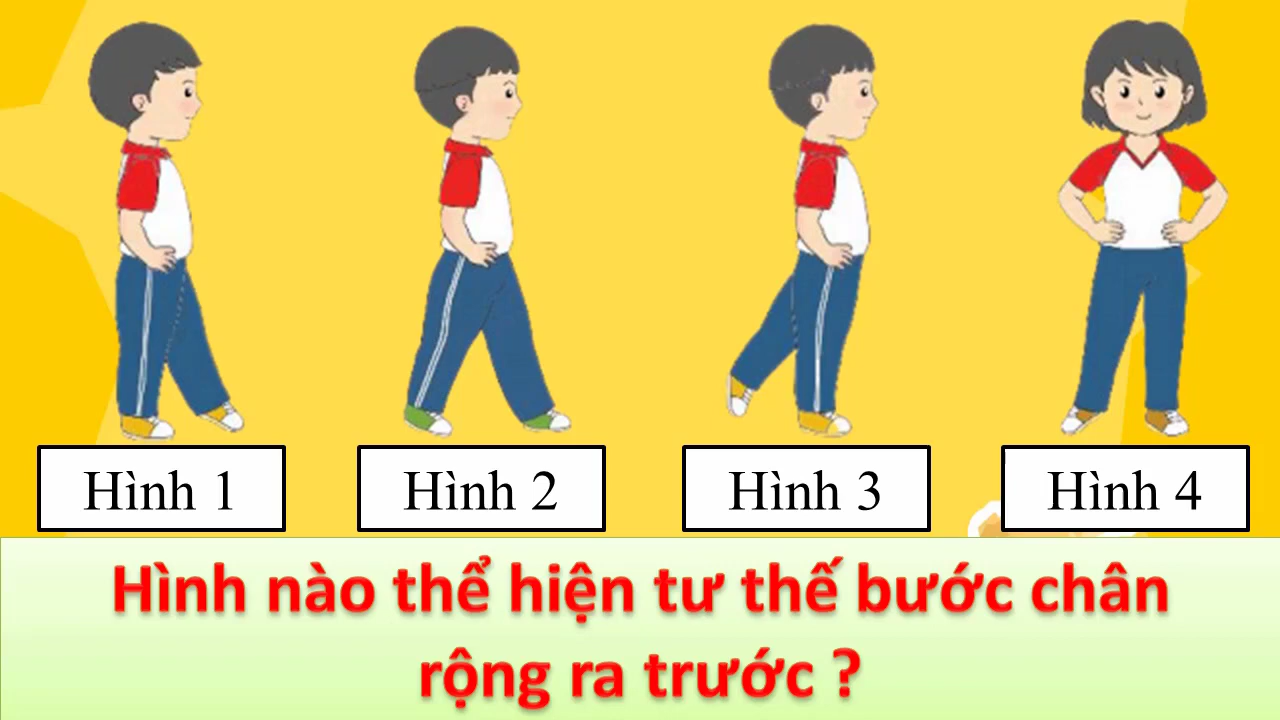 Hình 1
Hình 2
Hình 3
Hình 4
Hình nào thể hiện tư thế bước chân
rộng ra trước ?